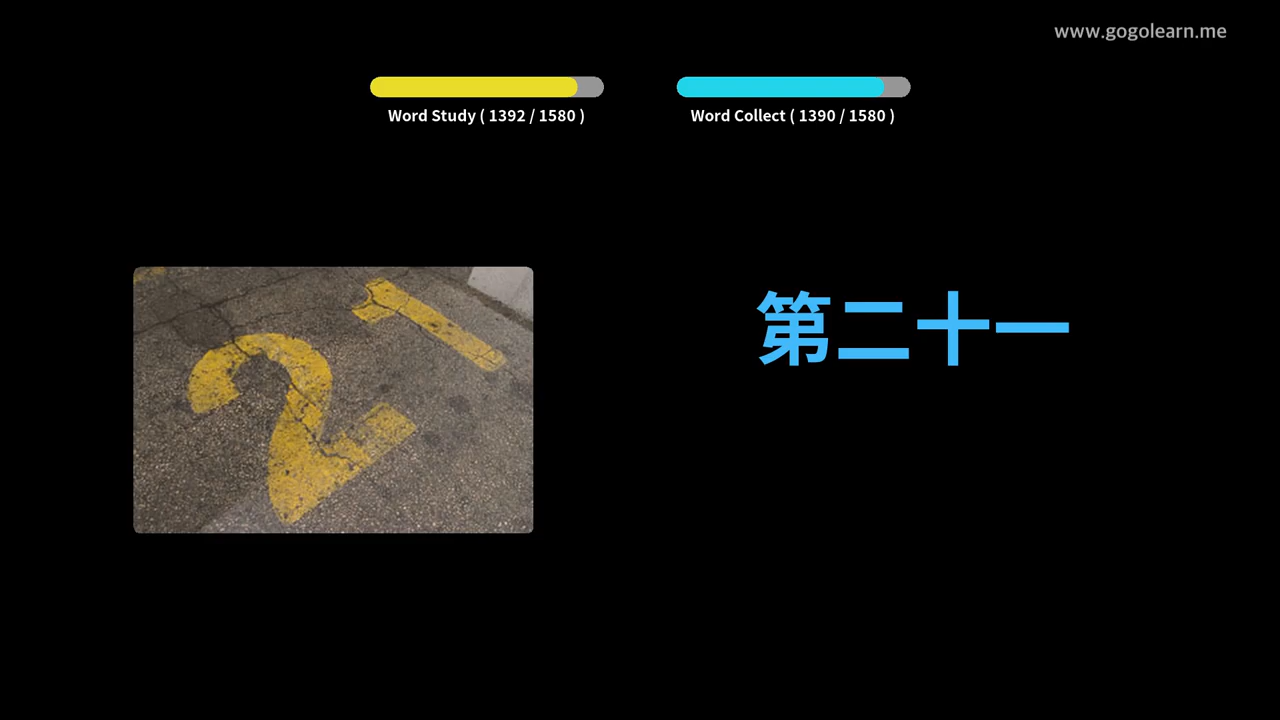 www.gogolearn.me
Word Study ( 1392 / 1580 )
Word Collect ( 1390 / 1580 )
21
第二十一